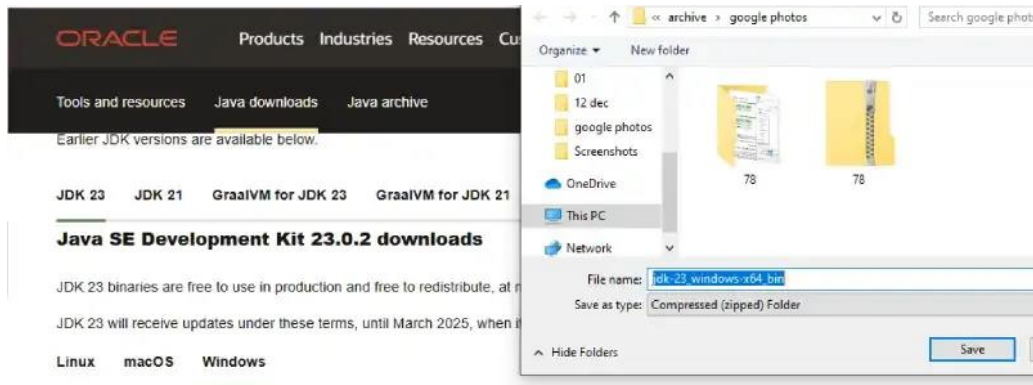 ORACLE Products Industries Resources
Tools and resources Java downloads Java archive
Earlier JDK versions are available below.
JDK 23 JDK 21 GraalVM for JDK 23 GraalVM for JDK 21
Java SE Development Kit 23.0.2 downloads
JDK 23 binaries are free to use in production and free to redistribute, at
JDK 23 will receive updates under these terms, until March 2025, when
Linux macOS Windows
« archive > google photos
Search google
Organize New folder
01
12 dec
google photos
Screenshots
OneDrive
This PC
Network
78 78
File name: jdk-23_windows-x64_bin
Save as type: Compressed (zipped) Folder
Hide Folders Save